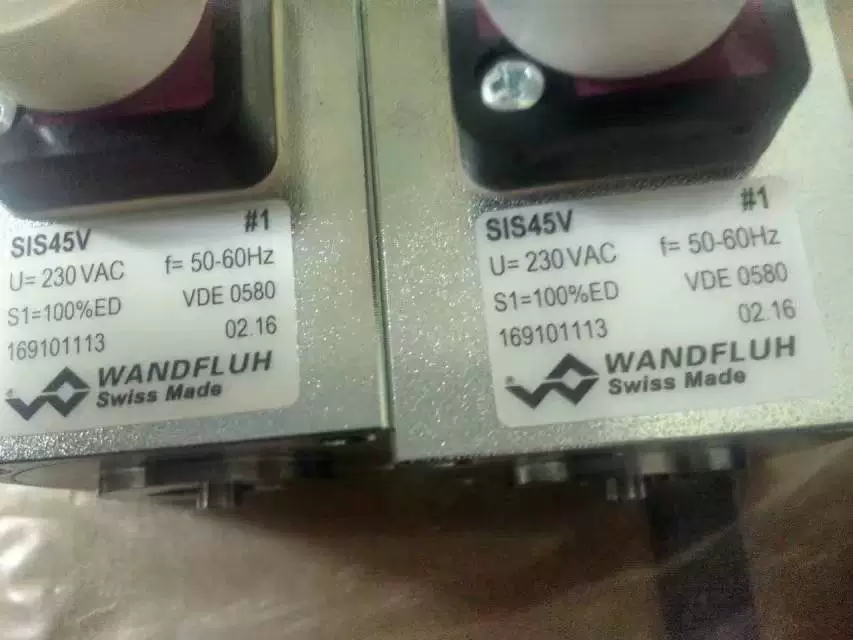 SIS45V #1
U= 230 VAC f= 50-60Hz
S1=100%ED VDE 0580
169101113 02.16
WANDFLUH
Swiss Made
SIS45V #1
U= 230 VAC f= 50-60Hz
S1=100%ED VDE 0580
169101113 02.16
WANDFLUH
Swiss Made